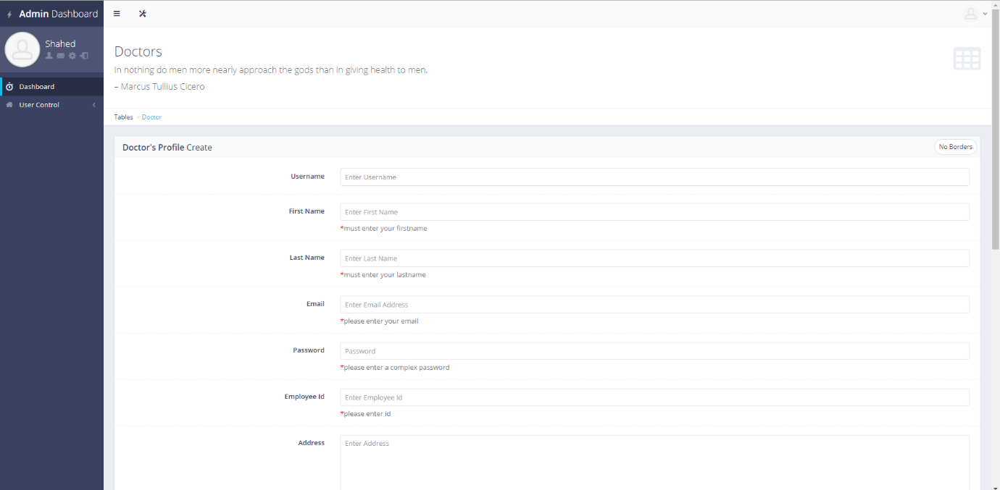 Admin Dashboard
Shahed
Dashboard
User Control
Doctors
In nothing do men more nearly approach the gods than in giving health to men.
– Marcus Tullius Cicero
Tables › Doctor
Doctor's Profile Create
No Borders
Username
Enter Username
First Name
Enter First Name
*must enter your firstname
Last Name
Enter Last Name
*must enter your lastname
Email
Enter Email Address
*please enter your email
Password
Password
*please enter a complex password
Employee Id
Enter Employee Id
*please enter id
Address
Enter Address